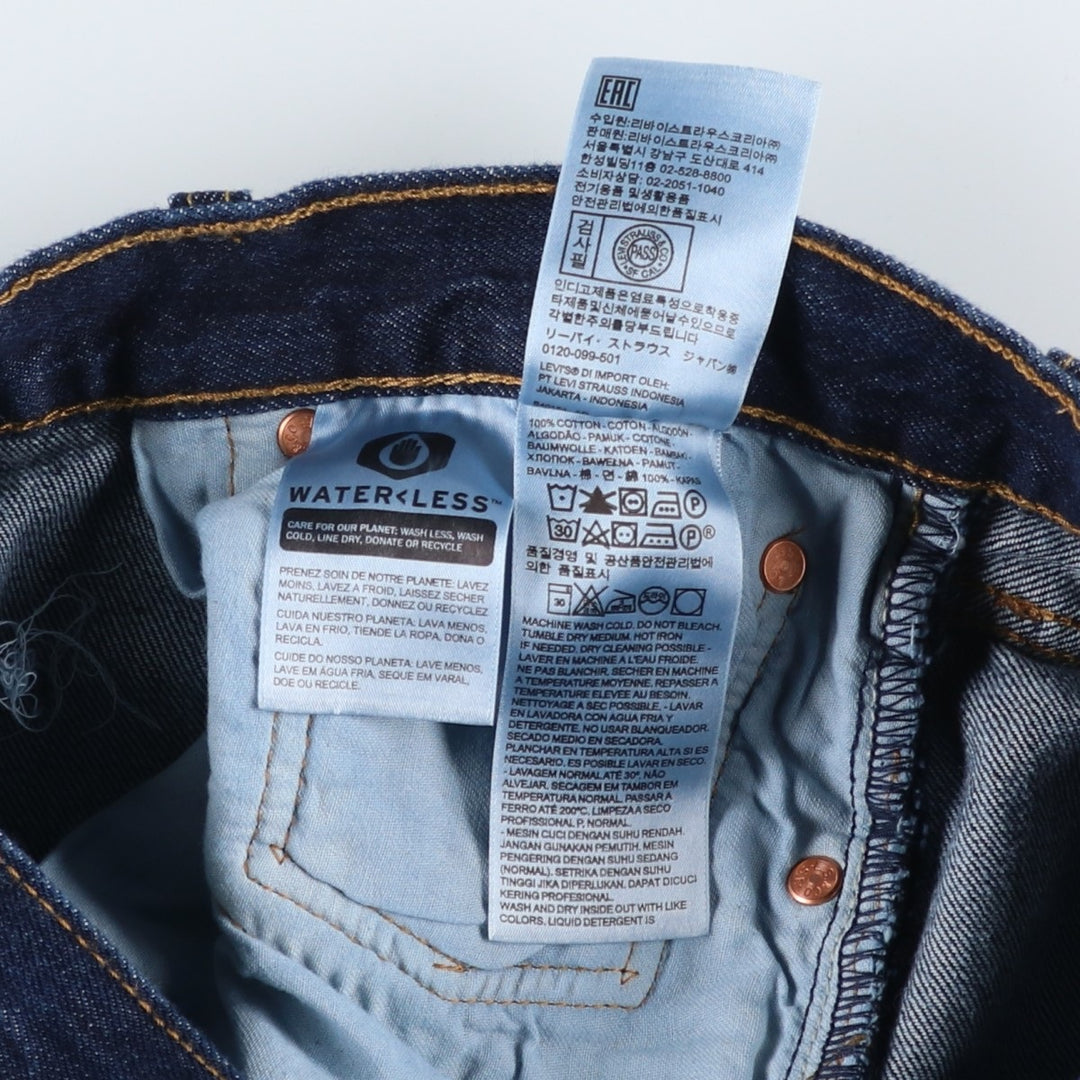 EAC
수입원:리바이스트라우스코리아㈜
판매원:리바이스트라우스코리아㈜
서울특별시 강남구 도산대로 414
한성빌딩11층 02-528-8800
소비자상담: 02-2051-1040
전기용품 및생활용품
안전관리법에의한품질표시
검사필
LEVI STRAUSS & CO
PASS
SF CAL
인디고제품은염료특성으로착용중
타제품및신체에묻어날수있으므로
각별한주의를당부드립니다
リーバイ・ストラウス ジャパン㈱
0120-099-501
LEVI'S® DI IMPORT OLEH:
PT LEVI STRAUSS INDONESIA
JAKARTA - INDONESIA
100% COTTON - COTON - ALGODÓN -
ALGODÃO - PAMUK - COTONE -
BAUMWOLLE - KATOEN - BAMBAKI
ХЛОПОК - BAWEŁNA - PAMUT -
BAVLNA - 棉 - 면 - 綿 100% - KAPAS
WATER<LESS™
CARE FOR OUR PLANET: WASH LESS, WASH
COLD, LINE DRY, DONATE OR RECYCLE
PRENEZ SOIN DE NOTRE PLANETE: LAVEZ
MOINS, LAVEZ A FROID, LAISSEZ SECHER
NATURELLEMENT, DONNEZ OU RECYCLEZ
CUIDA NUESTRO PLANETA: LAVA MENOS,
LAVA EN FRIO, TIENDE LA ROPA, DONA O
RECICLA.
CUIDE DO NOSSO PLANETA: LAVE MENOS,
LAVE EM ÁGUA FRIA, SEQUE EM VARAL,
DOE OU RECICLE.
P
30 P ®
품질경영 및 공산품안전관리법에
의한 품질표시
30 드라이
MACHINE WASH COLD. DO NOT BLEACH.
TUMBLE DRY MEDIUM. HOT IRON
IF NEEDED. DRY CLEANING POSSIBLE -
LAVER EN MACHINE A L'EAU FROIDE.
NE PAS BLANCHIR. SECHER EN MACHINE
A TEMPERATURE MOYENNE. REPASSER A
TEMPERATURE ELEVEE AU BESOIN.
NETTOYAGE A SEC POSSIBLE. - LAVAR
EN LAVADORA CON AGUA FRIA Y
DETERGENTE. NO USAR BLANQUEADOR.
SECADO MEDIO EN SECADORA.
PLANCHAR EN TEMPERATURA ALTA SI ES
NECESARIO. ES POSIBLE LAVAR EN SECO.
- LAVAGEM NORMAL ATÉ 30º. NÃO
ALVEJAR. SECAGEM EM TAMBOR EM
TEMPERATURA NORMAL. PASSAR A
FERRO ATÉ 200ºC. LIMPEZA A SECO
PROFISSIONAL P, NORMAL.
- MESIN CUCI DENGAN SUHU RENDAH.
JANGAN GUNAKAN PEMUTIH. MESIN
PENGERING DENGAN SUHU SEDANG
(NORMAL). SETRIKA DENGAN SUHU
TINGGI JIKA DIPERLUKAN. DAPAT DICUCI
KERING PROFESIONAL.
WASH AND DRY INSIDE OUT WITH LIKE
COLORS, LIQUID DETERGENT IS